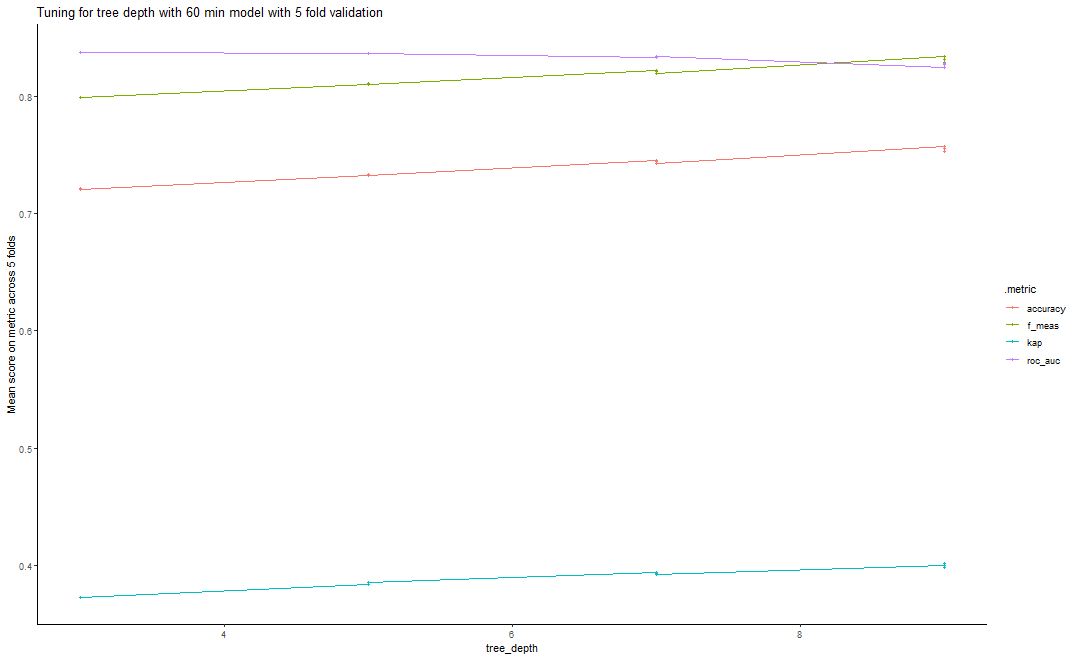 Tuning for tree depth with 60 min model with 5 fold validation
Mean score on metric across 5 folds
0.8
0.7
0.6
0.5
0.4
4
6
8
tree_depth
.metric
accuracy
f_meas
kap
roc_auc